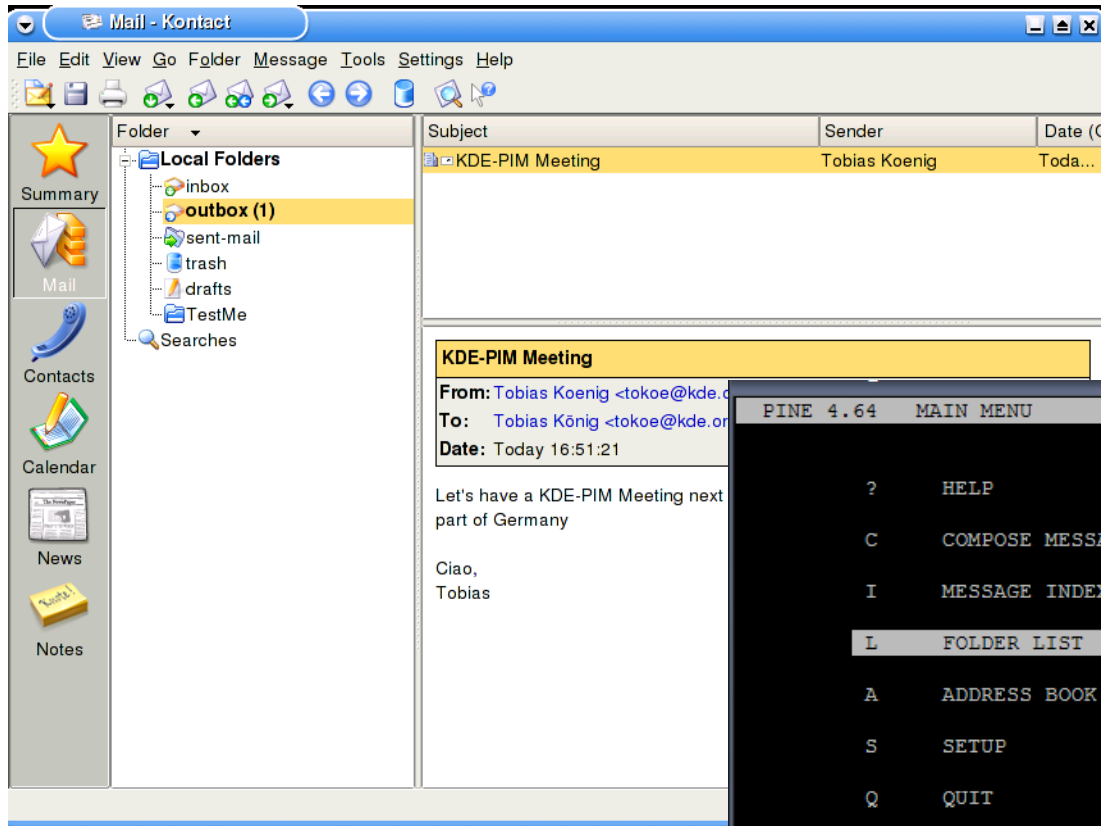 Mail - Kontact
File Edit View Go Folder Message Tools Settings Help
Summary
Mail
Contacts
Calendar
The NewsPaper
News
Notes
Folder
Local Folders
inbox
outbox (1)
sent-mail
trash
drafts
TestMe
Searches
Subject Sender Date (
KDE-PIM Meeting Tobias Koenig Toda...
KDE-PIM Meeting
From: Tobias Koenig <tokoe@kde.o
To: Tobias König <tokoe@kde.or
Date: Today 16:51:21
Let's have a KDE-PIM Meeting next
part of Germany
Ciao,
Tobias
PINE 4.64 MAIN MENU
? HELP
C COMPOSE MESSA
I MESSAGE INDEX
L FOLDER LIST
A ADDRESS BOOK
S SETUP
Q QUIT